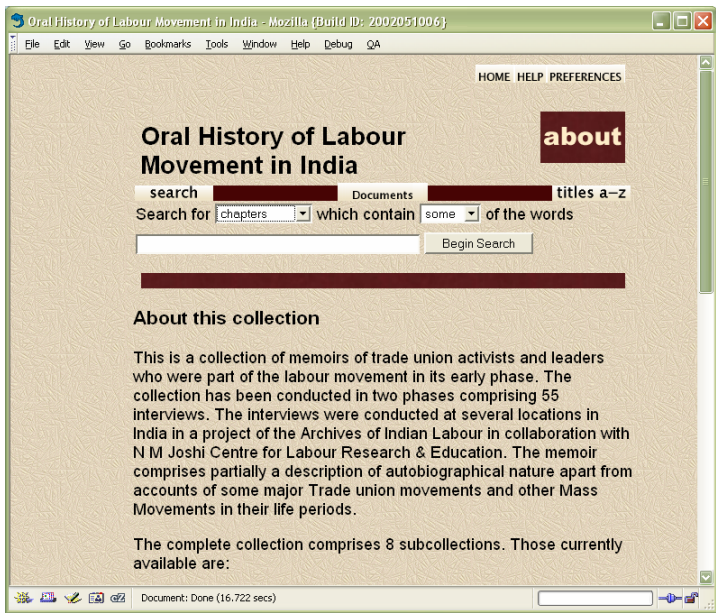 Oral History of Labour Movement in India - Mozilla {Build ID: 2002051006}
File Edit View Go Bookmarks Tools Window Help Debug QA
HOME HELP PREFERENCES
Oral History of Labour
Movement in India
about
search Documents titles a–z
Search for chapters which contain some of the words
Begin Search
About this collection
This is a collection of memoirs of trade union activists and leaders
who were part of the labour movement in its early phase. The
collection has been conducted in two phases comprising 55
interviews. The interviews were conducted at several locations in
India in a project of the Archives of Indian Labour in collaboration with
N M Joshi Centre for Labour Research & Education. The memoir
comprises partially a description of autobiographical nature apart from
accounts of some major Trade union movements and other Mass
Movements in their life periods.
The complete collection comprises 8 subcollections. Those currently
available are:
Document: Done (16.722 secs)